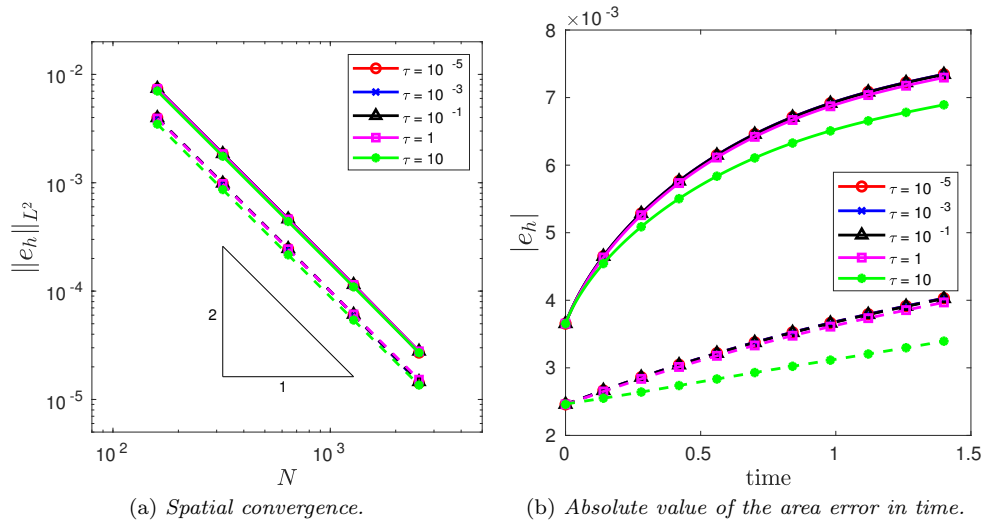 10^-2
10^-3
10^-4
10^-5
||e_h||_{L^2}
τ = 10 ^-5
τ = 10 ^-3
τ = 10 ^-1
τ = 1
τ = 10
2
1
10^2
10^3
N
(a) Spatial convergence.
×10^-3
8
7
6
5
4
3
2
|e_h|
τ = 10 ^-5
τ = 10 ^-3
τ = 10 ^-1
τ = 1
τ = 10
0
0.5
1
1.5
time
(b) Absolute value of the area error in time.